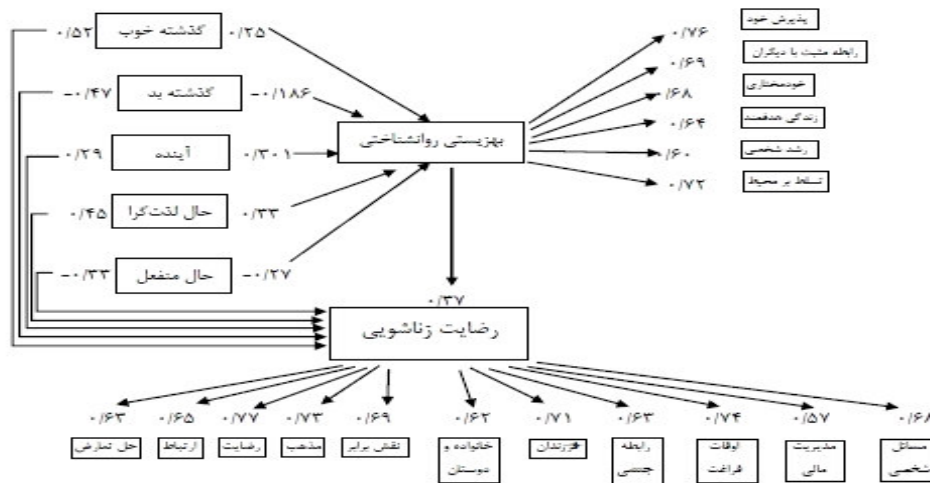 ۰/۵۲ گذشته خوب ۰/۲۵
-۰/۴۷ گذشته بد -۰/۱۸۶
۰/۲۹ آینده ۰/۳۰۱
۰/۴۵ حال لذت‌گرا ۰/۳۳
-۰/۳۳ حال منفعل -۰/۲۷
بهزیستی روانشناختی
۰/۷۶ پذیرش خود
۰/۶۹ رابطه مثبت با دیگران
۰/۶۸ خودمختاری
۰/۶۴ زندگی هدفمند
۰/۶۰ رشد شخصی
۰/۷۲ تسلط بر محیط
۰/۳۷
رضایت زناشویی
۰/۶۳ ۰/۶۵ ۰/۷۷ ۰/۷۳ ۰/۶۹ ۰/۶۲ ۰/۷۱ ۰/۶۳ ۰/۷۴ ۰/۵۷ ۰/۶۸
حل تعارض
ارتباط
رضایت
مذهب
نقش برابر
خانواده و
دوستان
فرزندان
رابطه
جنسی
اوقات
فراغت
مدیریت
مالی
مسائل
شخصی